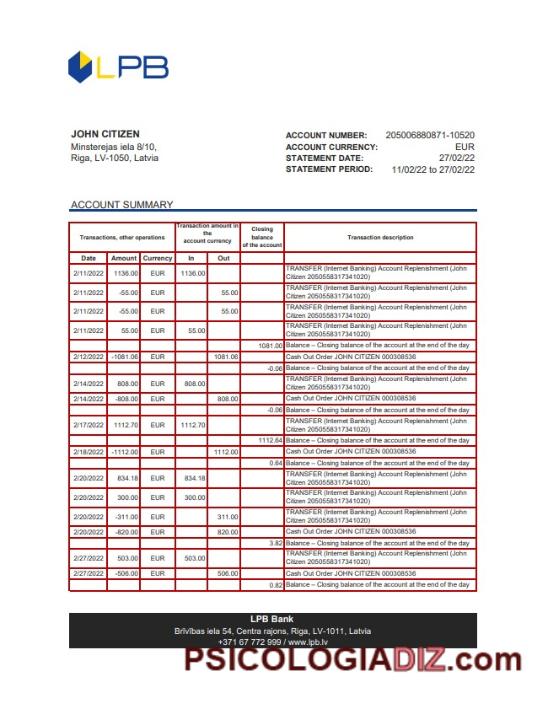 LPB
JOHN CITIZEN
Minsterejas iela 8/10,
Riga, LV-1050, Latvia
ACCOUNT NUMBER: 205006880871-10520
ACCOUNT CURRENCY: EUR
STATEMENT DATE: 27/02/22
STATEMENT PERIOD: 11/02/22 to 27/02/22
ACCOUNT SUMMARY
Transactions, other operations
Transaction amount in
the
account currency
Closing
balance
of the account
Transaction description
Date Amount Currency In Out
2/11/2022 1136.00 EUR 1136.00 TRANSFER (Internet Banking) Account Replenishment (John
Citizen 2050558317341020)
2/11/2022 -55.00 EUR 55.00 TRANSFER (Internet Banking) Account Replenishment (John
Citizen 2050558317341020)
2/11/2022 -55.00 EUR 55.00 TRANSFER (Internet Banking) Account Replenishment (John
Citizen 2050558317341020)
2/11/2022 55.00 EUR 55.00 TRANSFER (Internet Banking) Account Replenishment (John
Citizen 2050558317341020)
1081.00 Balance – Closing balance of the account at the end of the day
2/12/2022 -1081.06 EUR 1081.06 Cash Out Order JOHN CITIZEN 000308536
-0.06 Balance – Closing balance of the account at the end of the day
2/14/2022 808.00 EUR 808.00 TRANSFER (Internet Banking) Account Replenishment (John
Citizen 2050558317341020)
2/14/2022 -808.00 EUR 808.00 Cash Out Order JOHN CITIZEN 000308536
-0.06 Balance – Closing balance of the account at the end of the day
2/17/2022 1112.70 EUR 1112.70 TRANSFER (Internet Banking) Account Replenishment (John
Citizen 2050558317341020)
1112.64 Balance – Closing balance of the account at the end of the day
2/18/2022 -1112.00 EUR 1112.00 Cash Out Order JOHN CITIZEN 000308536
0.64 Balance – Closing balance of the account at the end of the day
2/20/2022 834.18 EUR 834.18 TRANSFER (Internet Banking) Account Replenishment (John
Citizen 2050558317341020)
2/20/2022 300.00 EUR 300.00 TRANSFER (Internet Banking) Account Replenishment (John
Citizen 2050558317341020)
2/20/2022 -311.00 EUR 311.00 TRANSFER (Internet Banking) Account Replenishment (John
Citizen 2050558317341020)
2/20/2022 -820.00 EUR 820.00 Cash Out Order JOHN CITIZEN 000308536
3.82 Balance – Closing balance of the account at the end of the day
2/27/2022 503.00 EUR 503.00 TRANSFER (Internet Banking) Account Replenishment (John
Citizen 2050558317341020)
2/27/2022 -506.00 EUR 506.00 Cash Out Order JOHN CITIZEN 000308536
0.82 Balance – Closing balance of the account at the end of the day
LPB Bank
Brīvības iela 54, Centra rajons, Riga, LV-1011, Latvia
+371 67 772 999 / www.lpb.lv
PSICOLOGIADIZ.com